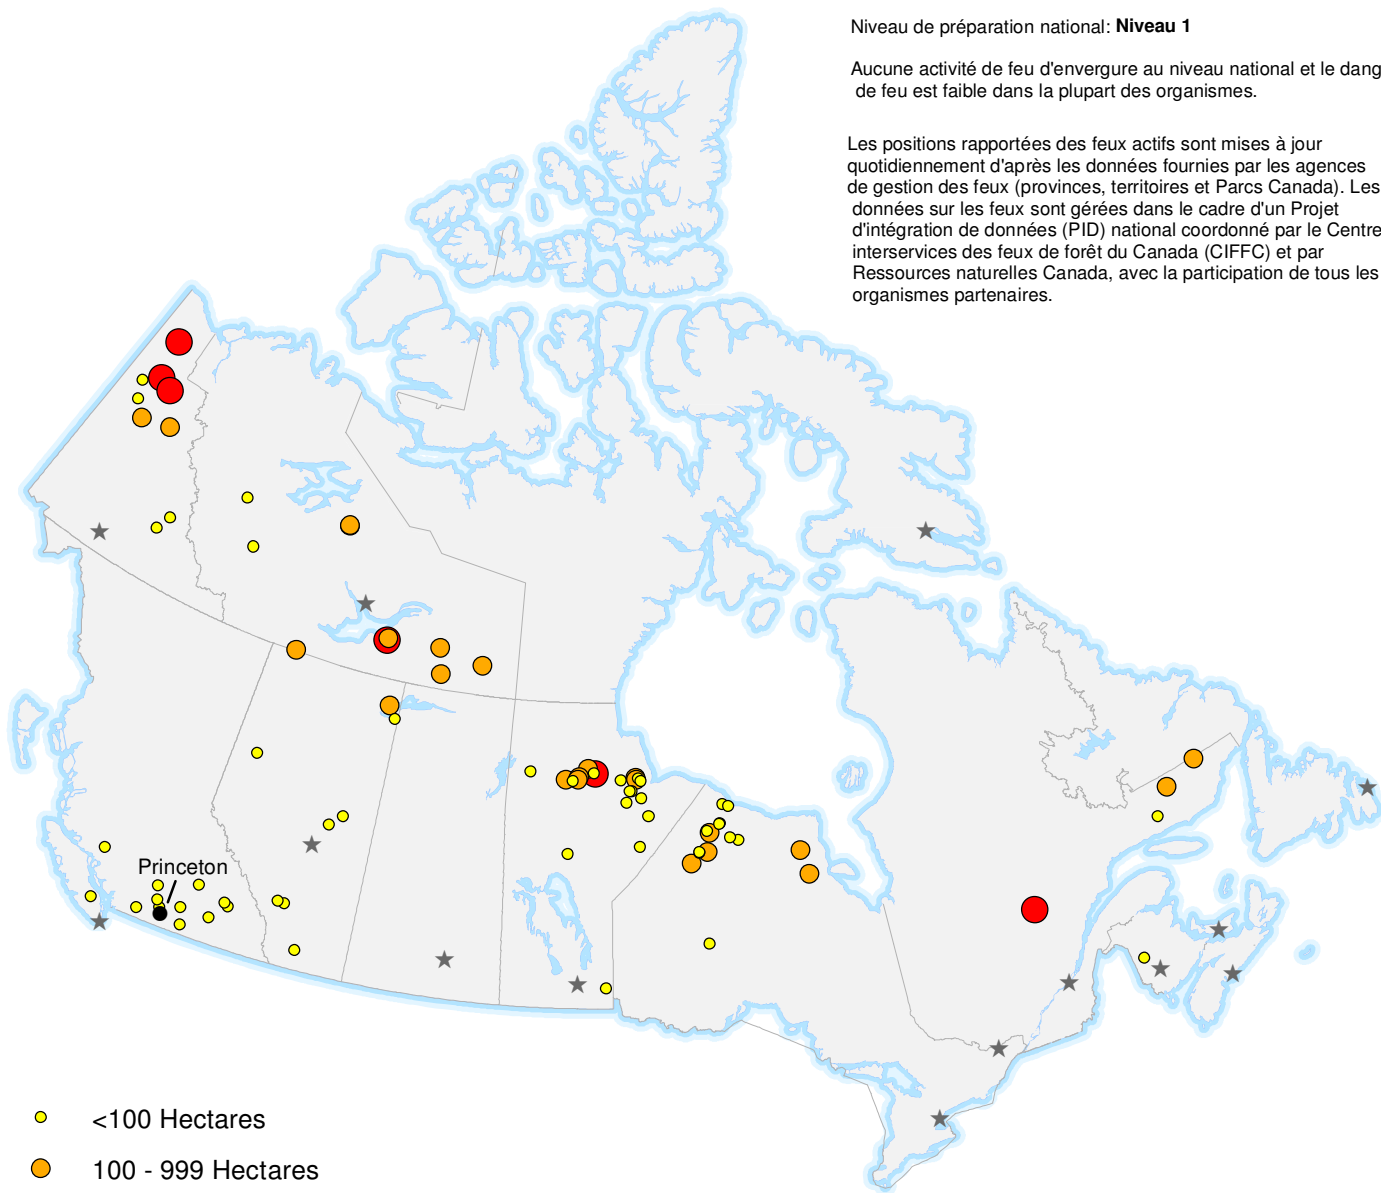 Niveau de préparation national: Niveau 1
Aucune activité de feu d'envergure au niveau national et le dang
de feu est faible dans la plupart des organismes.
Les positions rapportées des feux actifs sont mises à jour
quotidiennement d'après les données fournies par les agences
de gestion des feux (provinces, territoires et Parcs Canada). Les
données sur les feux sont gérées dans le cadre d'un Projet
d'intégration de données (PID) national coordonné par le Centre
interservices des feux de forêt du Canada (CIFFC) et par
Ressources naturelles Canada, avec la participation de tous les
organismes partenaires.
Princeton
<100 Hectares
100 - 999 Hectares